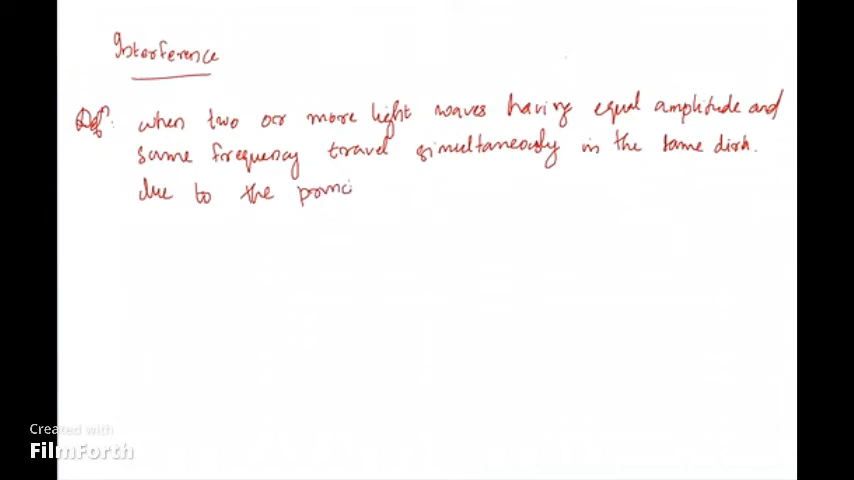 Interference
Defn: when two or more light waves having equal amplitude and
same frequency travel simultaneously in the same dirn.
due to the princi
Created with
FilmForth